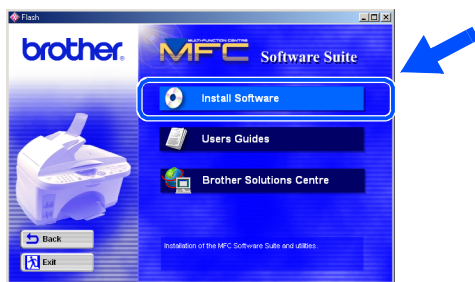 Flash
brother.
MULTI-FUNCTION CENTRE
MFC Software Suite
Install Software
Users Guides
Brother Solutions Centre
Back
Exit
Installation of the MFC Software Suite and utilities.